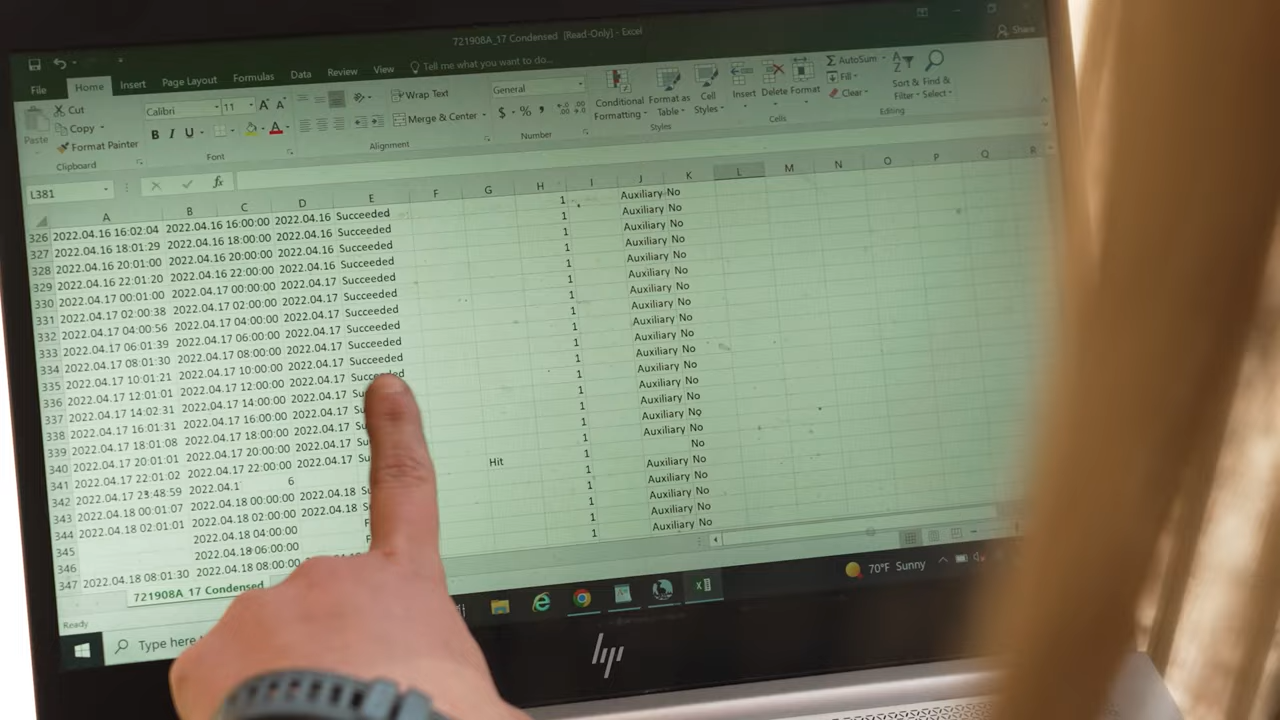 721908A_17 Condensed [Read-Only] - Excel
Share
File Home Insert Page Layout Formulas Data Review View Tell me what you want to do...
Cut
Copy
Format Painter
Paste
Clipboard
Calibri 11 A A
B I U A
Font
Wrap Text
Merge & Center
Alignment
General
$ % ,
Number
Conditional Formatting
Format as Table
Cell Styles
Styles
Insert Delete Format
Cells
AutoSum
Fill
Clear
Sort & Filter
Find & Select
Editing
L381 fx
A B C D E F G H I J K L M N O P Q R
326 2022.04.16 16:02:04 2022.04.16 16:00:00 2022.04.16 Succeeded 1 Auxiliary No
327 2022.04.16 18:01:29 2022.04.16 18:00:00 2022.04.16 Succeeded 1 Auxiliary No
328 2022.04.16 20:01:00 2022.04.16 20:00:00 2022.04.16 Succeeded 1 Auxiliary No
329 2022.04.16 22:01:20 2022.04.16 22:00:00 2022.04.16 Succeeded 1 Auxiliary No
330 2022.04.17 00:01:00 2022.04.17 00:00:00 2022.04.17 Succeeded 1 Auxiliary No
331 2022.04.17 02:00:38 2022.04.17 02:00:00 2022.04.17 Succeeded 1 Auxiliary No
332 2022.04.17 04:00:56 2022.04.17 04:00:00 2022.04.17 Succeeded 1 Auxiliary No
333 2022.04.17 06:01:39 2022.04.17 06:00:00 2022.04.17 Succeeded 1 Auxiliary No
334 2022.04.17 08:01:30 2022.04.17 08:00:00 2022.04.17 Succeeded 1 Auxiliary No
335 2022.04.17 10:01:21 2022.04.17 10:00:00 2022.04.17 Succeeded 1 Auxiliary No
336 2022.04.17 12:01:01 2022.04.17 12:00:00 2022.04.17 Succeeded 1 Auxiliary No
337 2022.04.17 14:02:31 2022.04.17 14:00:00 2022.04.17 Su 1 Auxiliary No
338 2022.04.17 16:01:31 2022.04.17 16:00:00 2022.04.17 Su 1 Auxiliary No
339 2022.04.17 18:01:08 2022.04.17 18:00:00 2022.04.17 Su 1 Auxiliary No
340 2022.04.17 20:01:01 2022.04.17 20:00:00 2022.04.17 Su 1 Auxiliary No
341 2022.04.17 22:01:02 2022.04.17 22:00:00 2022.04.17 Su 1 Auxiliary No
342 2022.04.17 23:48:59 2022.04.1 6 Hit 1 No
343 2022.04.18 00:01:07 2022.04.18 00:00:00 2022.04.18 Su 1 Auxiliary No
344 2022.04.18 02:01:01 2022.04.18 02:00:00 2022.04.18 Su 1 Auxiliary No
345 2022.04.18 04:00:00 F 1 Auxiliary No
346 2022.04.18 06:00:00 F 1 Auxiliary No
347 2022.04.18 08:01:30 2022.04.18 08:00:00 1 Auxiliary No
721908A_17 Condensed
Ready
Type here
70°F Sunny
hp